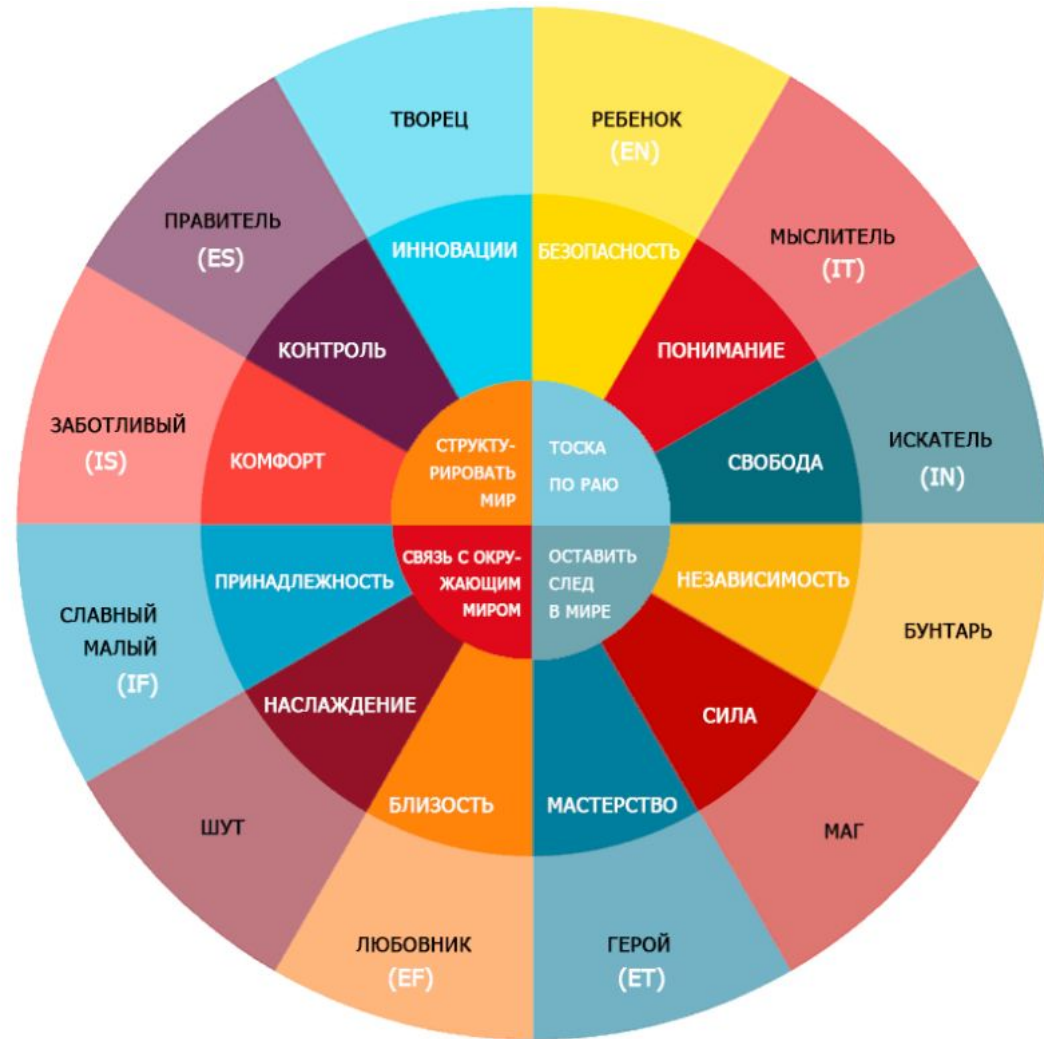 ТВОРЕЦ
РЕБЕНОК
(EN)
МЫСЛИТЕЛЬ
(IT)
ИСКАТЕЛЬ
(IN)
БУНТАРЬ
МАГ
ГЕРОЙ
(ET)
ЛЮБОВНИК
(EF)
ШУТ
СЛАВНЫЙ
МАЛЫЙ
(IF)
ЗАБОТЛИВЫЙ
(IS)
ПРАВИТЕЛЬ
(ES)
ИННОВАЦИИ
БЕЗОПАСНОСТЬ
ПОНИМАНИЕ
СВОБОДА
НЕЗАВИСИМОСТЬ
СИЛА
МАСТЕРСТВО
БЛИЗОСТЬ
НАСЛАЖДЕНИЕ
ПРИНАДЛЕЖНОСТЬ
КОМФОРТ
КОНТРОЛЬ
СТРУКТУ-
РИРОВАТЬ
МИР
ТОСКА
ПО РАЮ
СВЯЗЬ С ОКРУ-
ЖАЮЩИМ
МИРОМ
ОСТАВИТЬ
СЛЕД
В МИРЕ